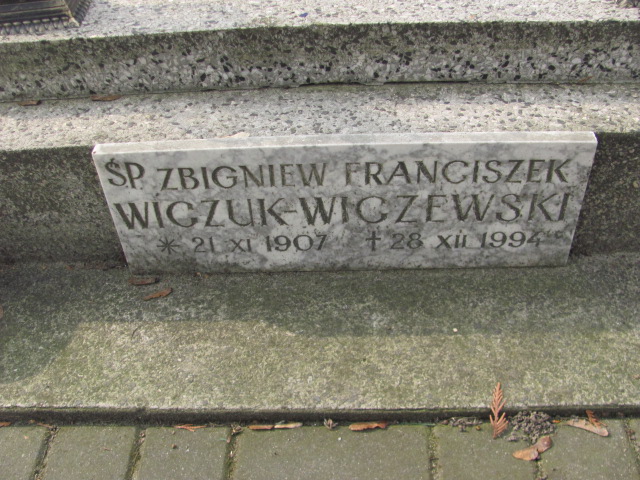 ŚP. ZBIGNIEW FRANCISZEK
WICZUK-WICZEWSKI
* 21 XI 1907 † 28 XII 1994